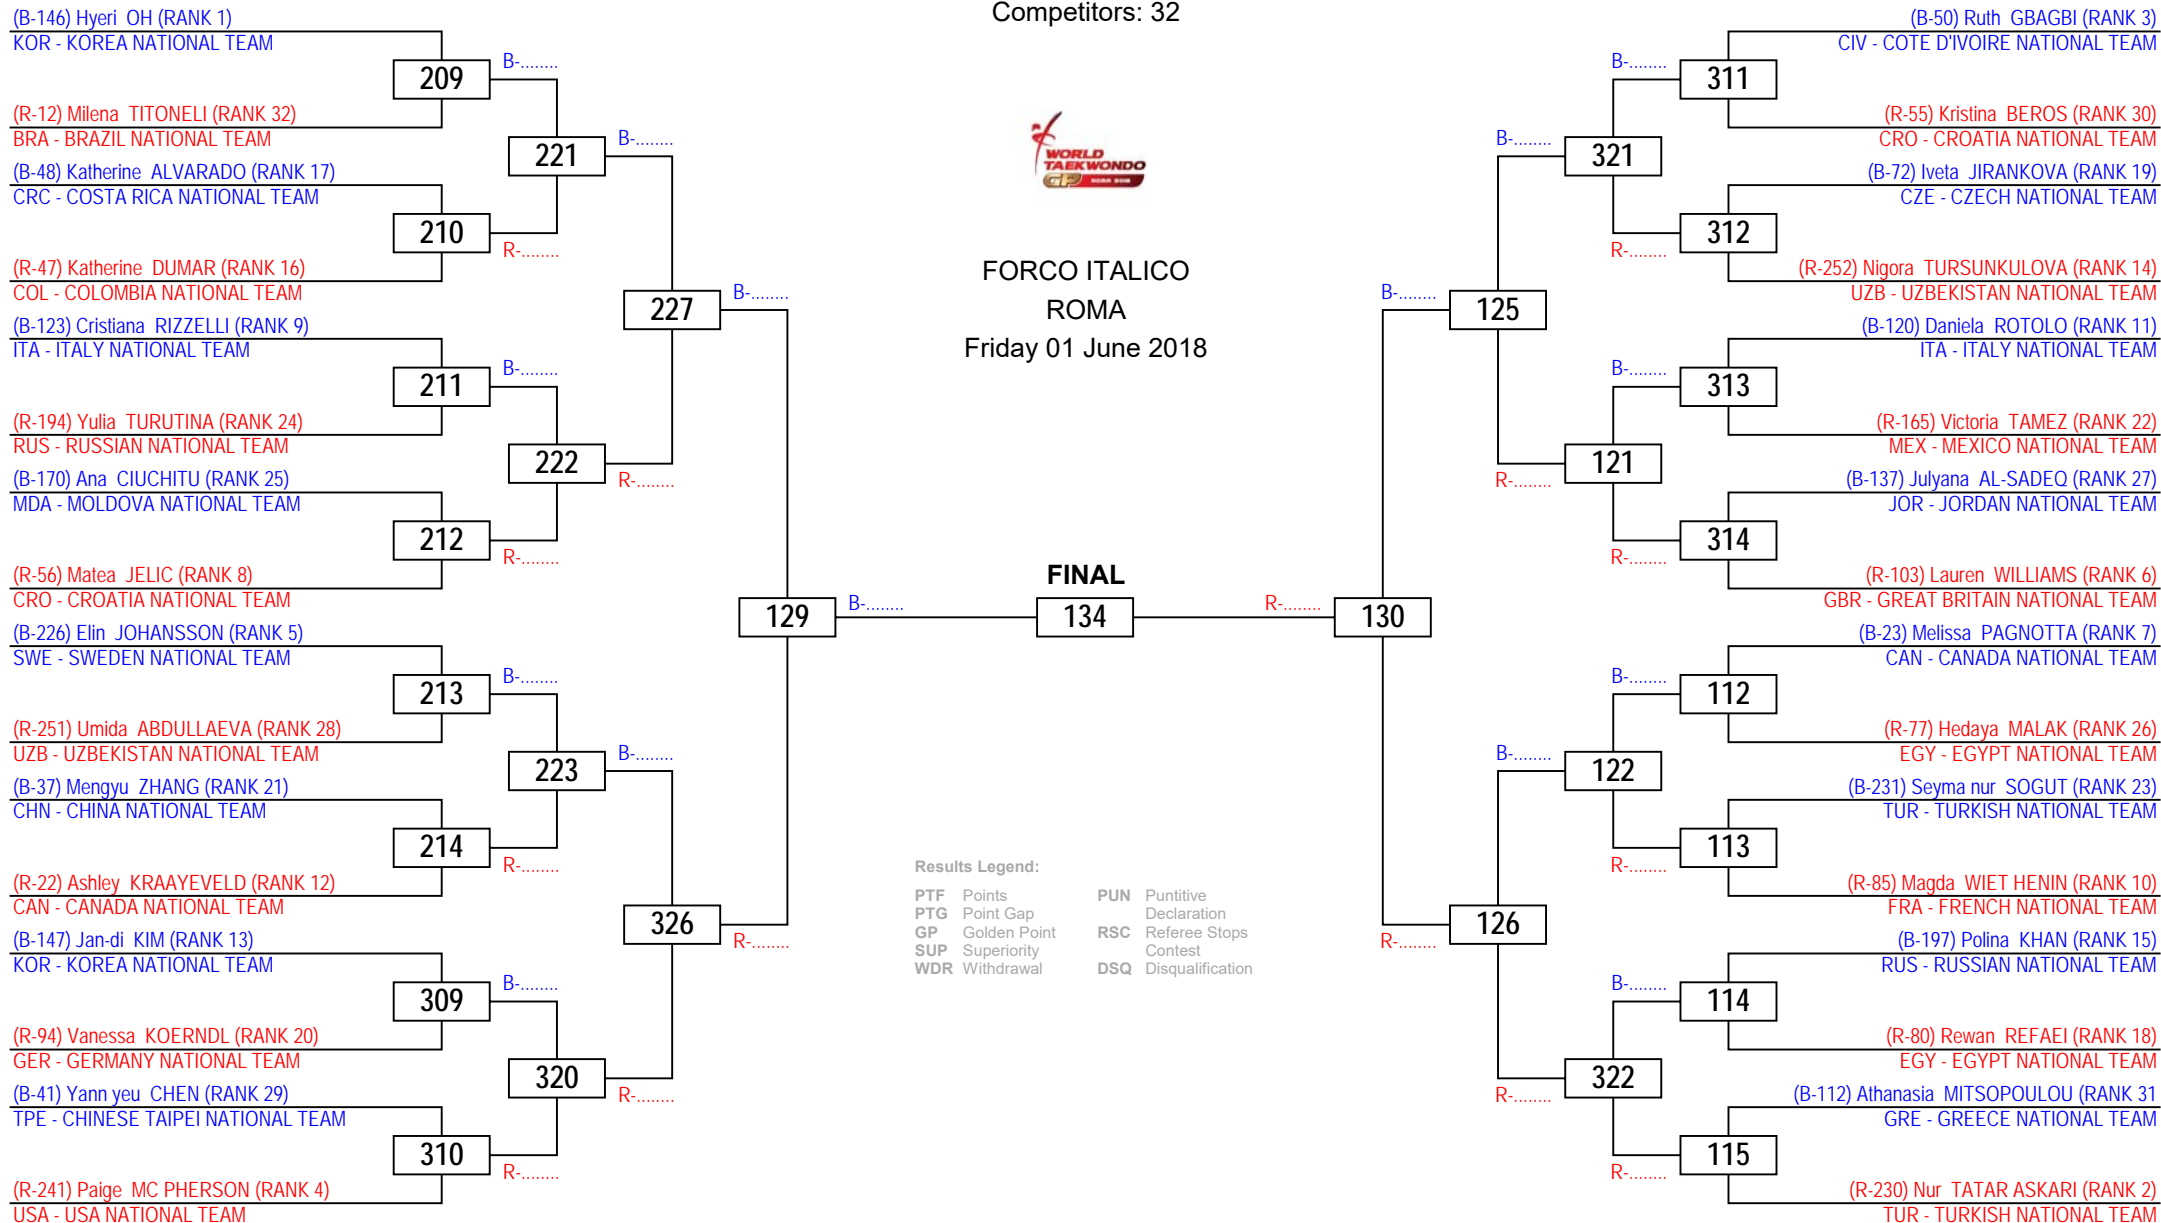 Competitors: 32
(B-146) Hyeri OH (RANK 1)
KOR - KOREA NATIONAL TEAM
209
B-........
(R-12) Milena TITONELI (RANK 32)
BRA - BRAZIL NATIONAL TEAM
221
B-........
(B-48) Katherine ALVARADO (RANK 17)
CRC - COSTA RICA NATIONAL TEAM
210
R-........
(R-47) Katherine DUMAR (RANK 16)
COL - COLOMBIA NATIONAL TEAM
227
B-........
(B-123) Cristiana RIZZELLI (RANK 9)
ITA - ITALY NATIONAL TEAM
211
B-........
(R-194) Yulia TURUTINA (RANK 24)
RUS - RUSSIAN NATIONAL TEAM
222
R-........
(B-170) Ana CIUCHITU (RANK 25)
MDA - MOLDOVA NATIONAL TEAM
212
R-........
(R-56) Matea JELIC (RANK 8)
CRO - CROATIA NATIONAL TEAM
129
B-........
(B-226) Elin JOHANSSON (RANK 5)
SWE - SWEDEN NATIONAL TEAM
213
B-........
(R-251) Umida ABDULLAEVA (RANK 28)
UZB - UZBEKISTAN NATIONAL TEAM
223
B-........
(B-37) Mengyu ZHANG (RANK 21)
CHN - CHINA NATIONAL TEAM
214
R-........
(R-22) Ashley KRAAYEVELD (RANK 12)
CAN - CANADA NATIONAL TEAM
326
R-........
(B-147) Jan-di KIM (RANK 13)
KOR - KOREA NATIONAL TEAM
309
B-........
(R-94) Vanessa KOERNDL (RANK 20)
GER - GERMANY NATIONAL TEAM
320
R-........
(B-41) Yann yeu CHEN (RANK 29)
TPE - CHINESE TAIPEI NATIONAL TEAM
310
R-........
(R-241) Paige MC PHERSON (RANK 4)
USA - USA NATIONAL TEAM
WORLD
TAEKWONDO
GP ROMA 2018
FORCO ITALICO
ROMA
Friday 01 June 2018
FINAL
134
Results Legend:
PTF Points PUN Puntitive
PTG Point Gap Declaration
GP Golden Point RSC Referee Stops
SUP Superiority Contest
WDR Withdrawal DSQ Disqualification
(B-50) Ruth GBAGBI (RANK 3)
CIV - COTE D'IVOIRE NATIONAL TEAM
B-........
311
(R-55) Kristina BEROS (RANK 30)
CRO - CROATIA NATIONAL TEAM
B-........
321
(B-72) Iveta JIRANKOVA (RANK 19)
CZE - CZECH NATIONAL TEAM
312
R-........
(R-252) Nigora TURSUNKULOVA (RANK 14)
UZB - UZBEKISTAN NATIONAL TEAM
B-........
125
(B-120) Daniela ROTOLO (RANK 11)
ITA - ITALY NATIONAL TEAM
B-........
313
(R-165) Victoria TAMEZ (RANK 22)
MEX - MEXICO NATIONAL TEAM
121
R-........
(B-137) Julyana AL-SADEQ (RANK 27)
JOR - JORDAN NATIONAL TEAM
314
R-........
(R-103) Lauren WILLIAMS (RANK 6)
GBR - GREAT BRITAIN NATIONAL TEAM
R-........
130
(B-23) Melissa PAGNOTTA (RANK 7)
CAN - CANADA NATIONAL TEAM
B-........
112
(R-77) Hedaya MALAK (RANK 26)
EGY - EGYPT NATIONAL TEAM
B-........
122
(B-231) Seyma nur SOGUT (RANK 23)
TUR - TURKISH NATIONAL TEAM
113
R-........
(R-85) Magda WIET HENIN (RANK 10)
FRA - FRENCH NATIONAL TEAM
126
R-........
(B-197) Polina KHAN (RANK 15)
RUS - RUSSIAN NATIONAL TEAM
B-........
114
(R-80) Rewan REFAEI (RANK 18)
EGY - EGYPT NATIONAL TEAM
322
R-........
(B-112) Athanasia MITSOPOULOU (RANK 31
GRE - GREECE NATIONAL TEAM
115
R-........
(R-230) Nur TATAR ASKARI (RANK 2)
TUR - TURKISH NATIONAL TEAM